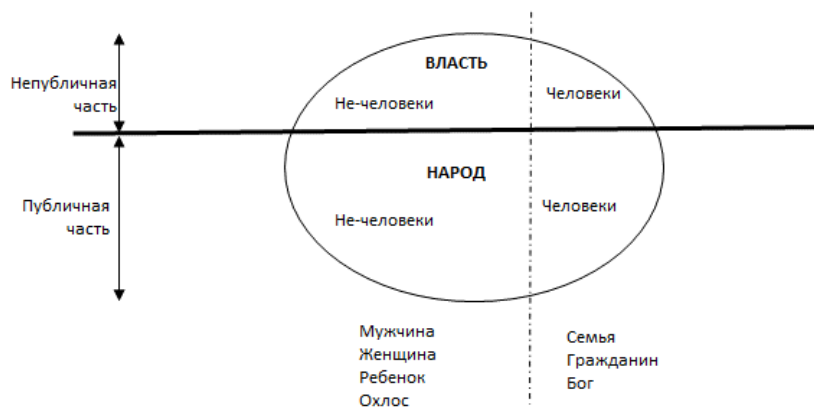 ВЛАСТЬ
Непубличная
часть
Не-человеки
Человеки
НАРОД
Публичная
часть
Не-человеки
Человеки
Мужчина
Женщина
Ребенок
Охлос
Семья
Гражданин
Бог